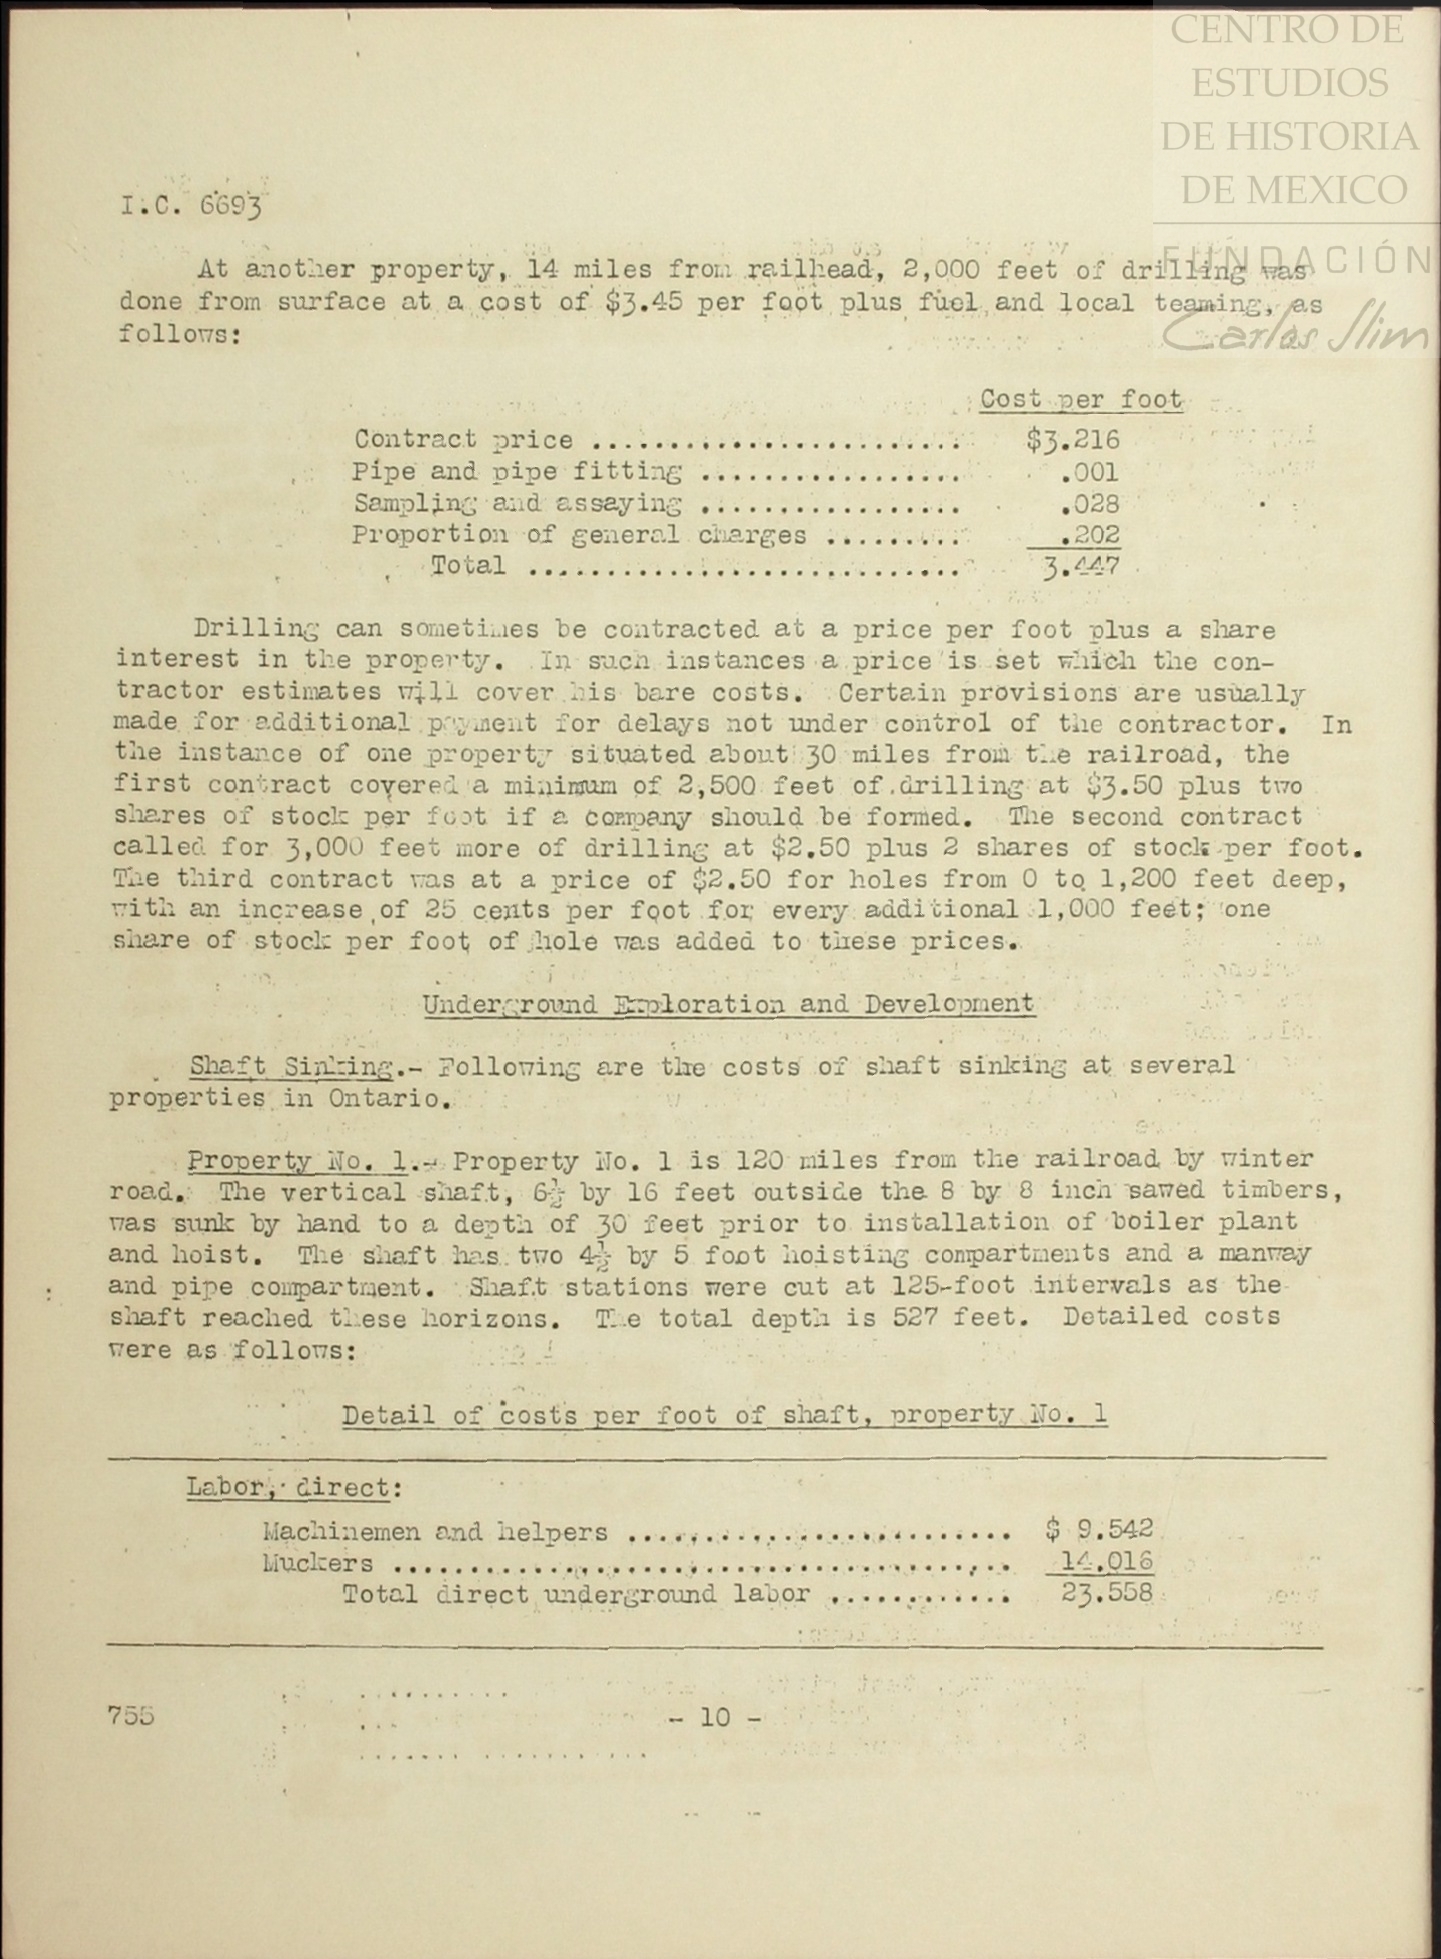 CENTRO DE
ESTUDIOS
DE HISTORIA
DE MEXICO
FUNDACIÓN
Carlos Slim
I.C. 6693
At another property, 14 miles from railhead, 2,000 feet of drilling was
done from surface at a cost of $3.45 per foot plus fuel and local teaming, as
follows:
Cost per foot
Contract price ........................ $3.216
Pipe and pipe fitting ................. .001
Sampling and assaying ................. .028
Proportion of general charges ......... .202
Total ............................ 3.447
Drilling can sometimes be contracted at a price per foot plus a share
interest in the property. In such instances a price is set which the con-
tractor estimates will cover his bare costs. Certain provisions are usually
made for additional payment for delays not under control of the contractor. In
the instance of one property situated about 30 miles from the railroad, the
first contract covered a minimum of 2,500 feet of drilling at $3.50 plus two
shares of stock per foot if a company should be formed. The second contract
called for 3,000 feet more of drilling at $2.50 plus 2 shares of stock per foot.
The third contract was at a price of $2.50 for holes from 0 to 1,200 feet deep,
with an increase of 25 cents per foot for every additional 1,000 feet; one
share of stock per foot of hole was added to these prices.
Underground Exploration and Development
Shaft Sinking.- Following are the costs of shaft sinking at several
properties in Ontario.
Property No. 1.- Property No. 1 is 120 miles from the railroad by winter
road. The vertical shaft, 6½ by 16 feet outside the 8 by 8 inch sawed timbers,
was sunk by hand to a depth of 30 feet prior to installation of boiler plant
and hoist. The shaft has two 4½ by 5 foot hoisting compartments and a manway
and pipe compartment. Shaft stations were cut at 125-foot intervals as the
shaft reached these horizons. The total depth is 527 feet. Detailed costs
were as follows:
Detail of costs per foot of shaft, property No. 1
Labor, direct:
Machinemen and helpers ......................... $ 9.542
Muckers ........................................ 14.016
Total direct underground labor ............ 23.558
755
- 10 -